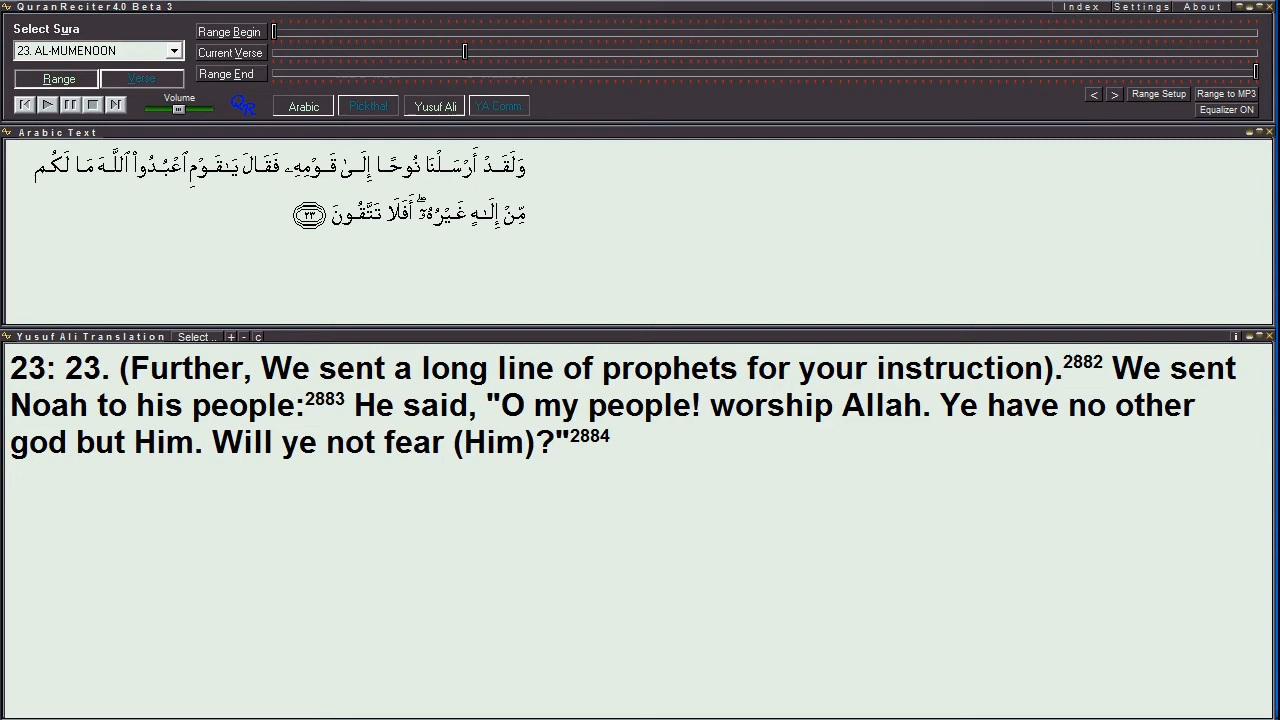 QuranReciter4.0 Beta 3
Index Settings About
Select Sura
23. AL-MUMENOON
Range Verse
Volume
Range Begin
Current Verse
Range End
QR
Arabic Pickthal Yusuf Ali YA Comm
< > Range Setup Range to MP3
Equalizer ON
Arabic Text
وَلَقَدْ أَرْسَلْنَا نُوحًا إِلَىٰ قَوْمِهِۦ فَقَالَ يَـٰقَوْمِ ٱعْبُدُوا۟ ٱللَّهَ مَا لَكُم
مِّنْ إِلَـٰهٍ غَيْرُهُۥٓ ۖ أَفَلَا تَتَّقُونَ ٢٣
Yusuf Ali Translation Select .. + - c i
23: 23. (Further, We sent a long line of prophets for your instruction).2882 We sent
Noah to his people:2883 He said, "O my people! worship Allah. Ye have no other
god but Him. Will ye not fear (Him)?"2884